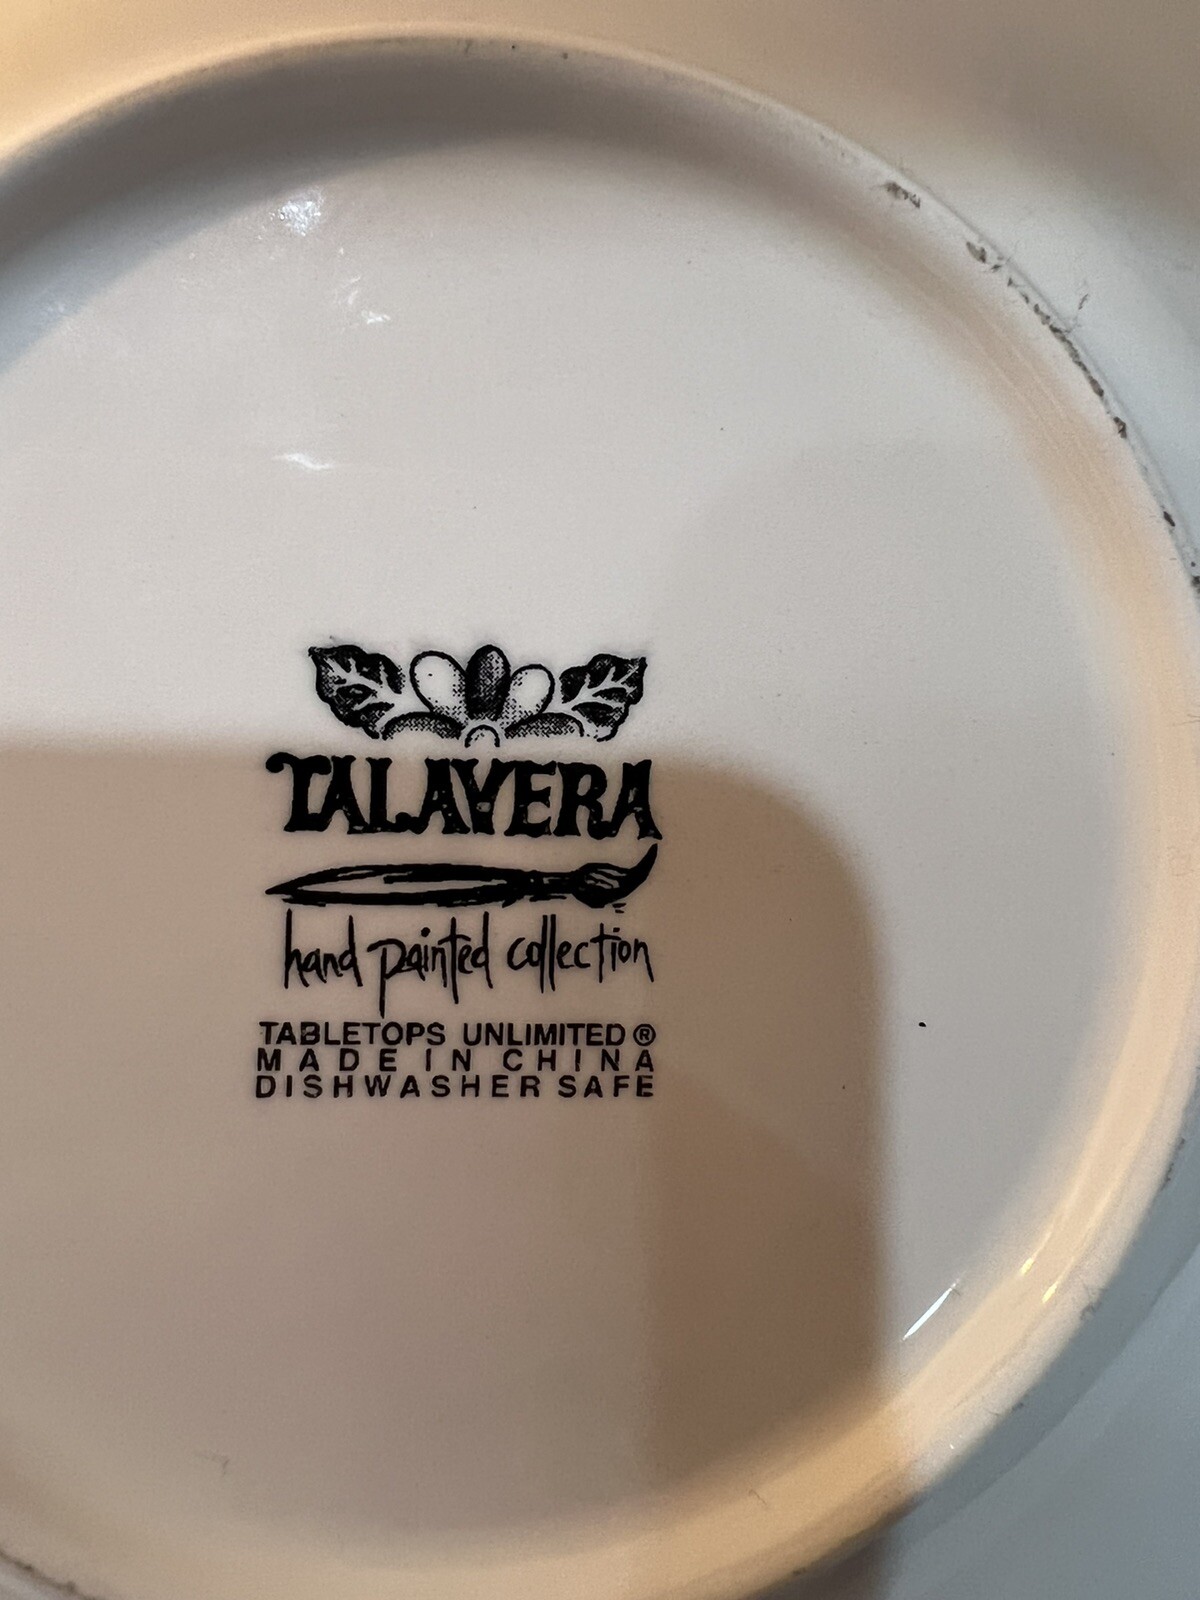 TALAVERA
hand painted collection
TABLETOPS UNLIMITED®
MADE IN CHINA
DISHWASHER SAFE